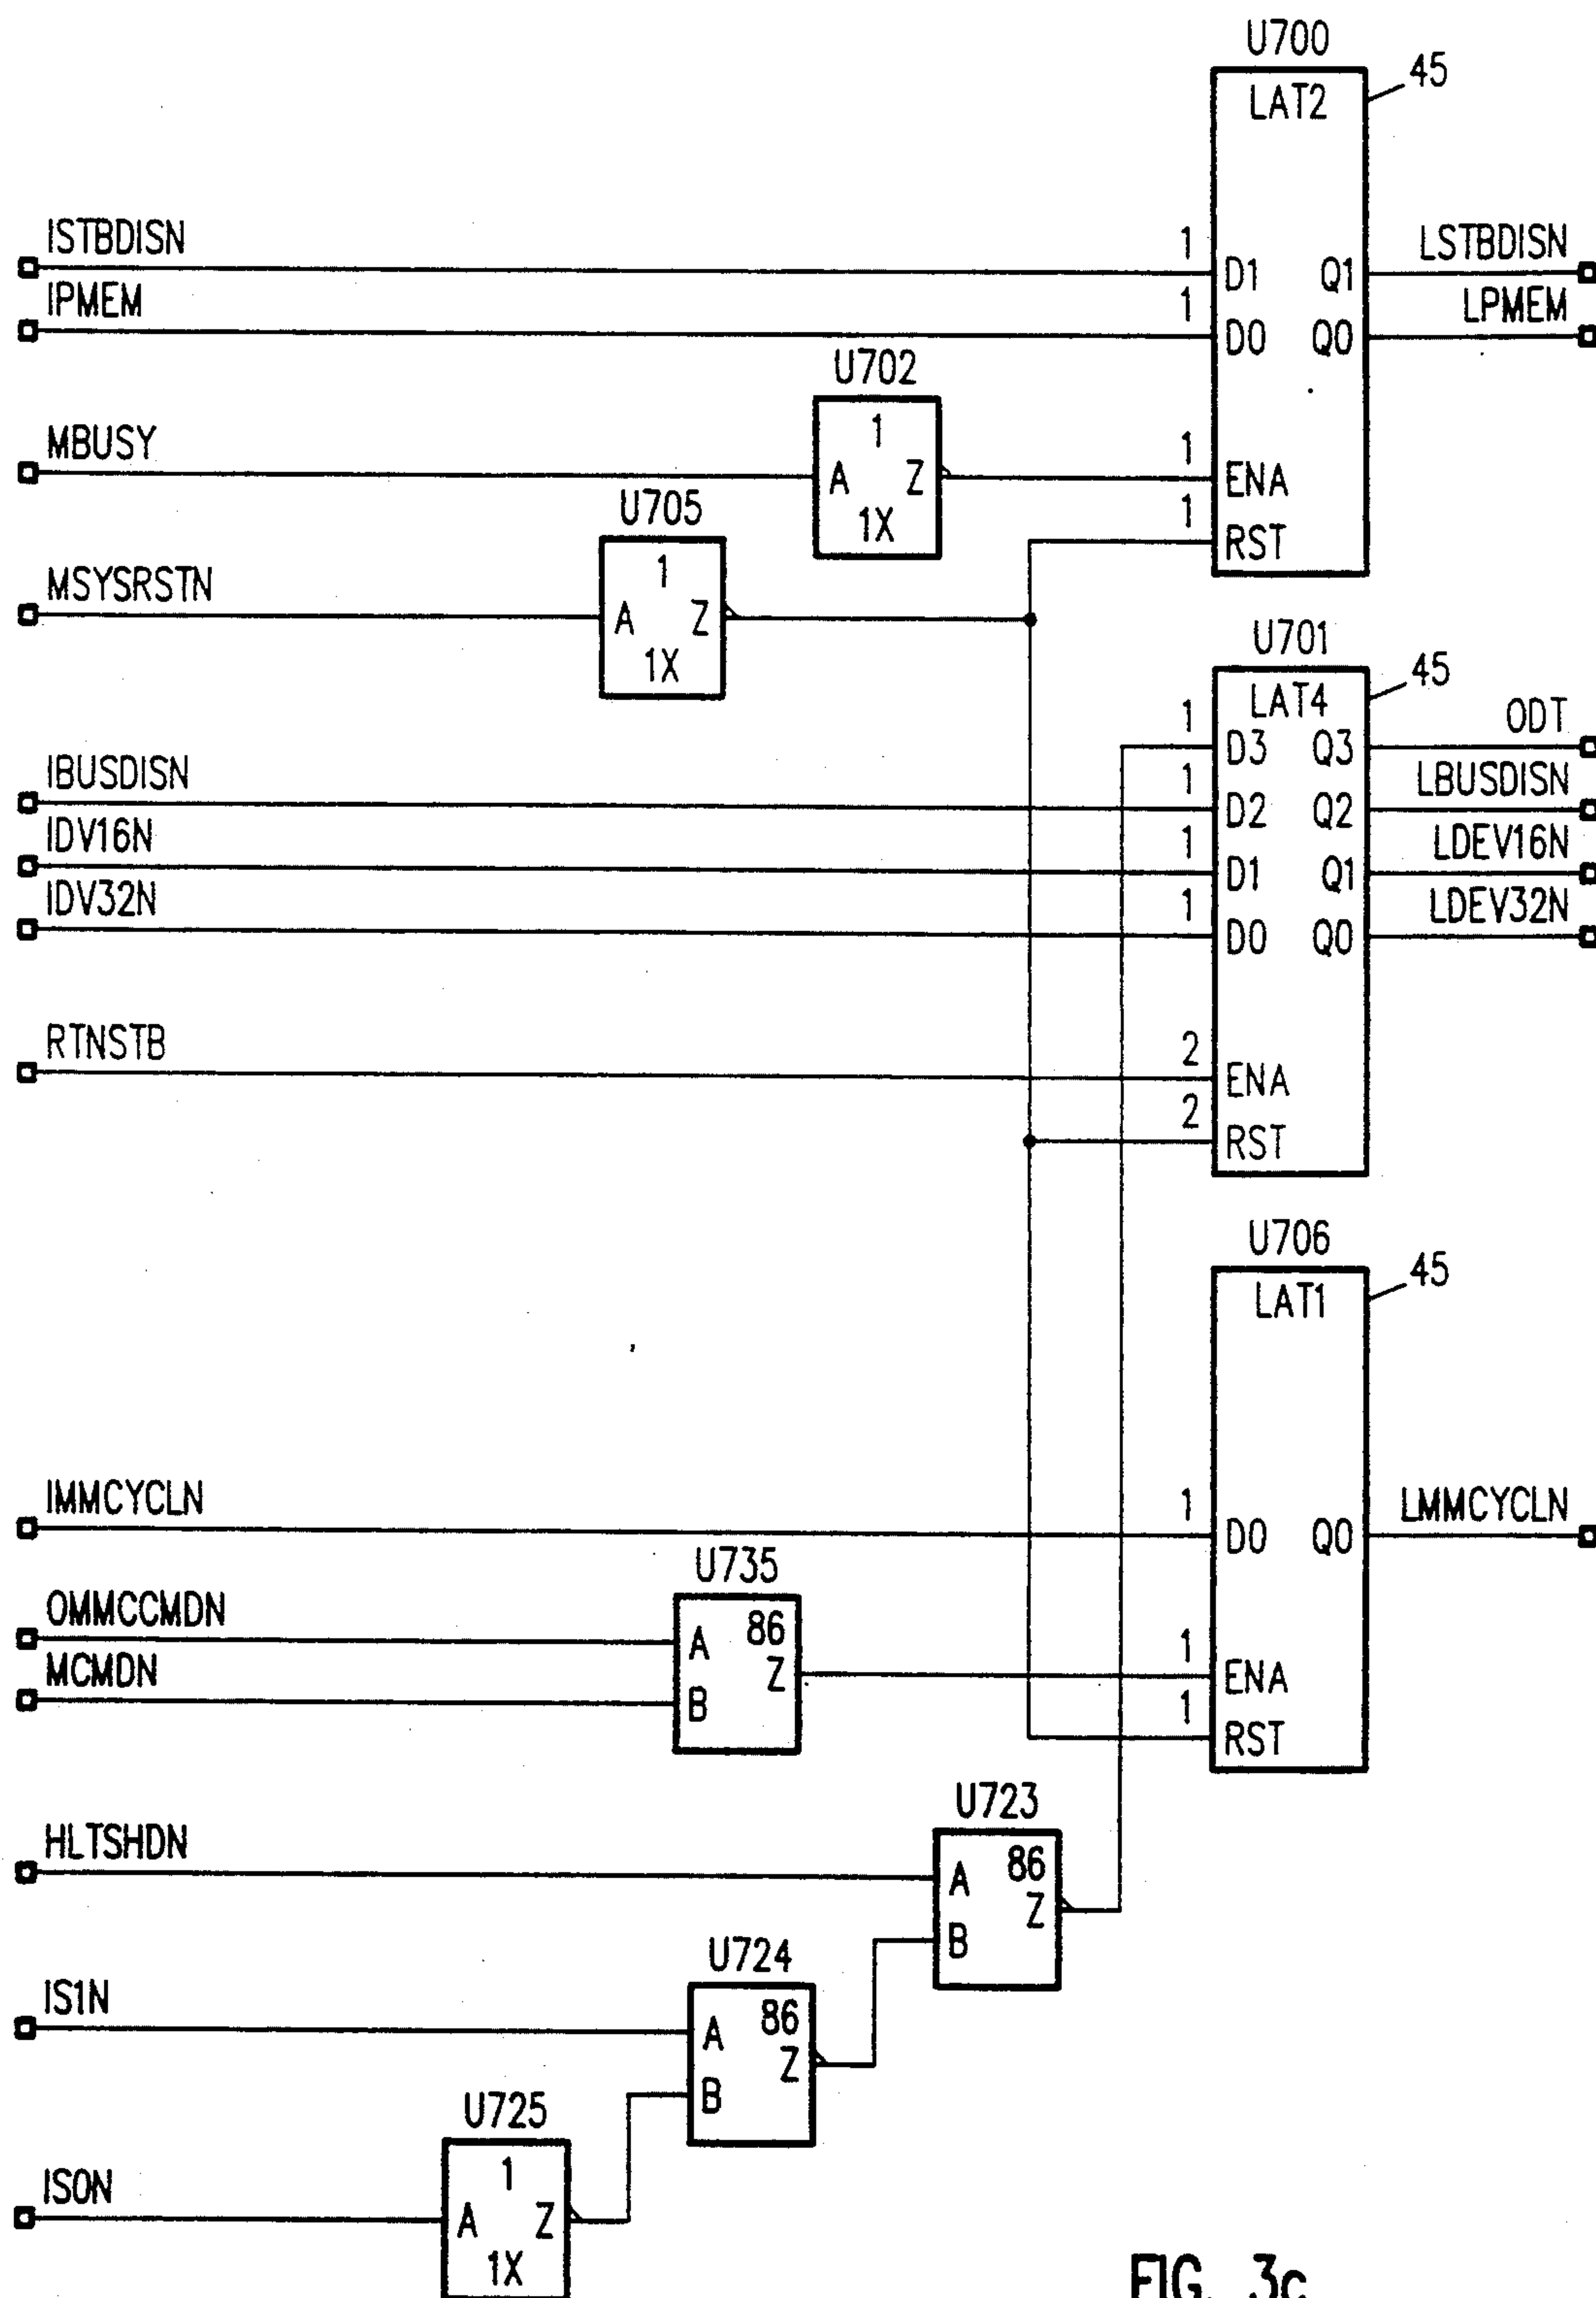 U700
45
LAT2
ISTBDISN
1
D1 Q1
LSTBDISN
IPMEM
1
D0 Q0
LPMEM
U702
1
A Z
1X
MBUSY
1
ENA
U705
1
A Z
1X
1
RST
MSYSRSTN
U701
45
LAT4
1
D3 Q3
ODT
IBUSDISN
1
D2 Q2
LBUSDISN
IDV16N
1
D1 Q1
LDEV16N
IDV32N
1
D0 Q0
LDEV32N
RTNSTB
2
ENA
2
RST
U706
45
LAT1
IMMCYCLN
1
D0 Q0
LMMCYCLN
U735
OMMCCMDN
A 86
Z
MCMDN
B
1
ENA
1
RST
U723
HLTSHDN
A 86
Z
B
U724
IS1N
A 86
Z
B
U725
1
IS0N
A Z
1X
FIG. 3c